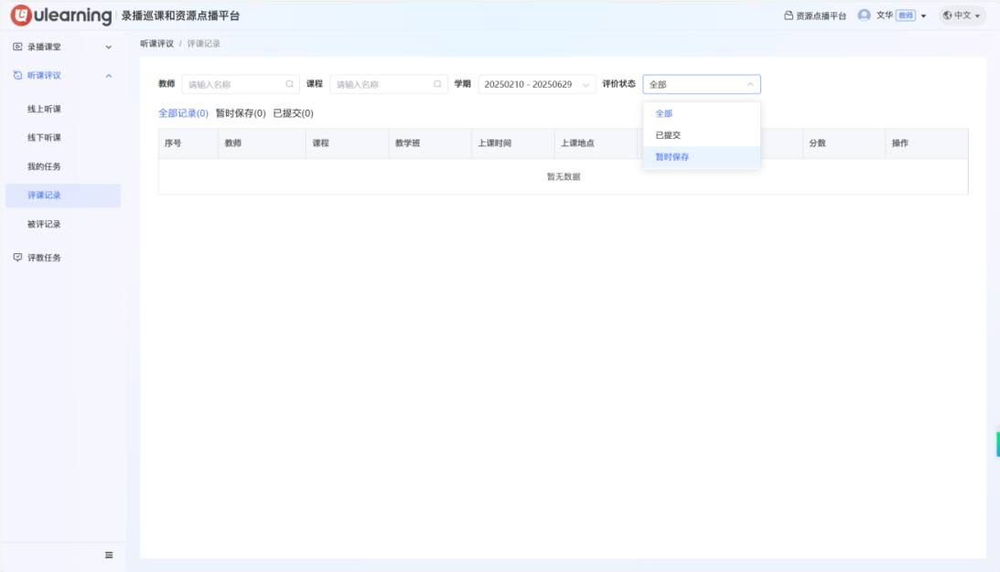 ulearning 录播巡课和资源点播平台 资源点播平台 文华 教师 中文
录播课堂
听课评议 / 评课记录
听课评议
线上听课
线下听课
我的任务
评课记录
被评记录
评教任务
教师 请输入名称 课程 请输入名称 学期 20250210 - 20250629 评价状态 全部
全部
已提交
暂时保存
全部记录(0) 暂时保存(0) 已提交(0)
序号 教师 课程 教学班 上课时间 上课地点 分数 操作
暂无数据